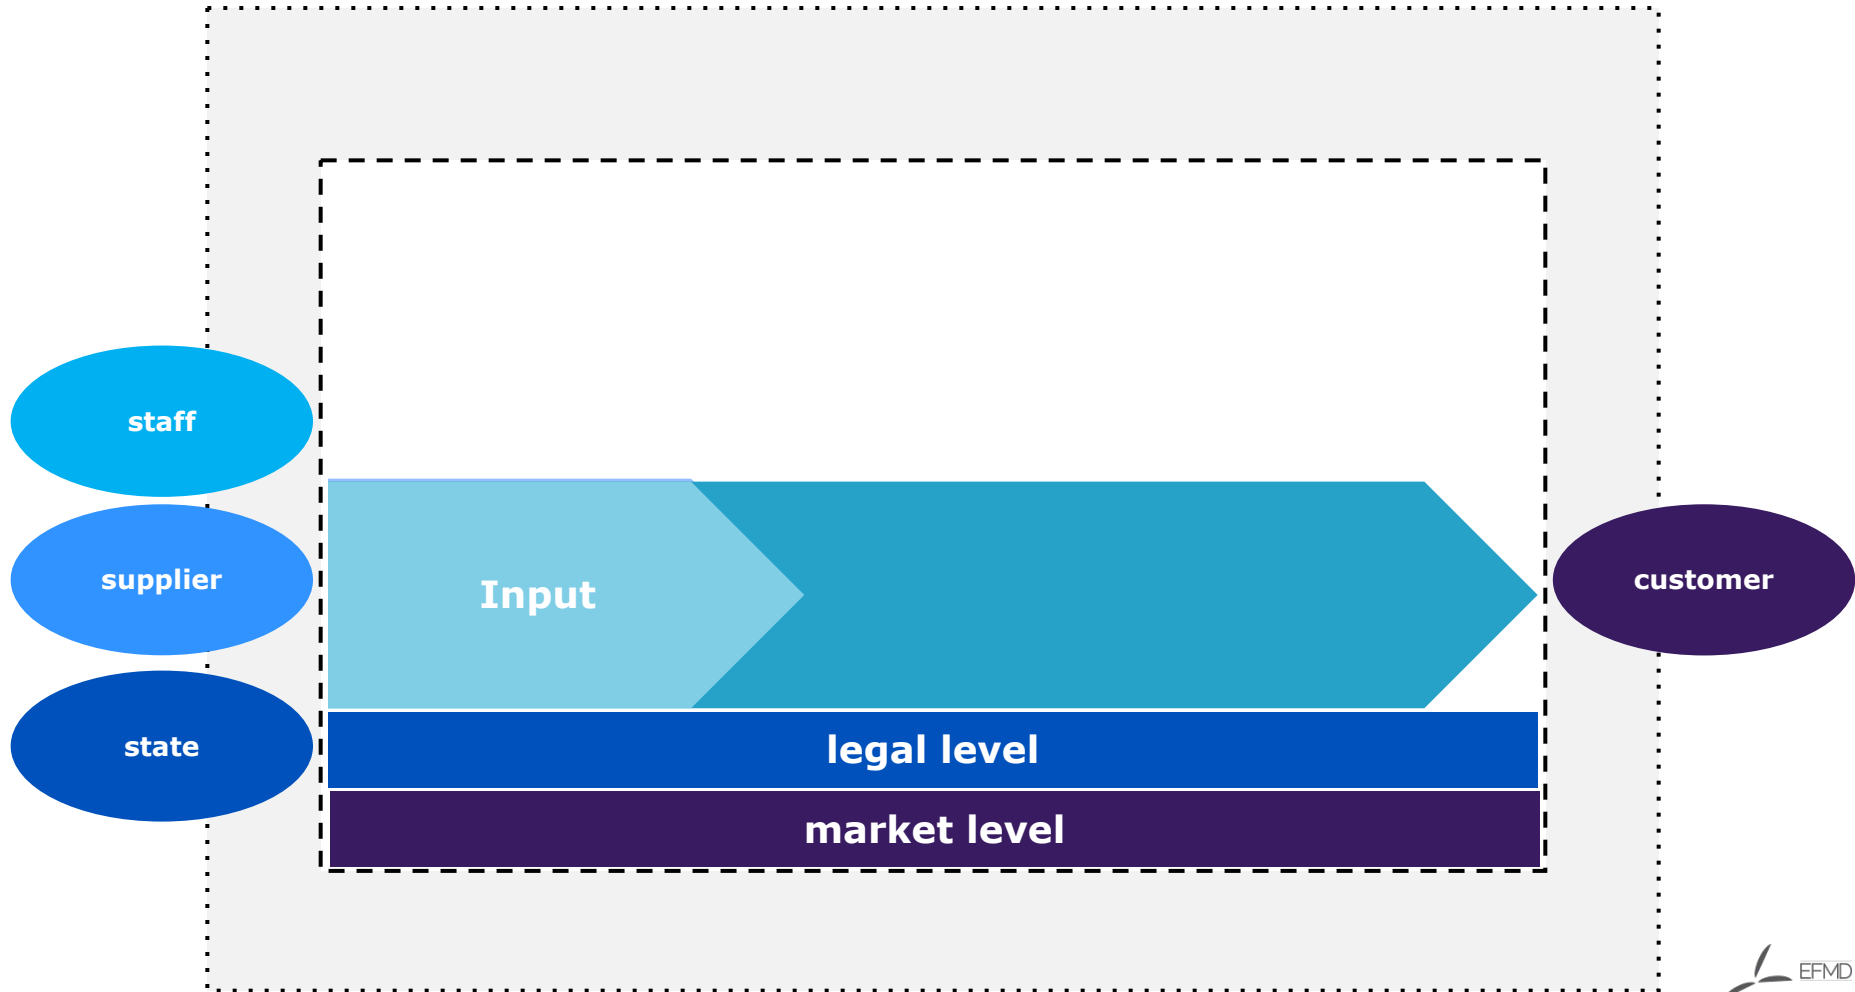 staff
supplier
Input
customer
state
legal level
market level
EFMD